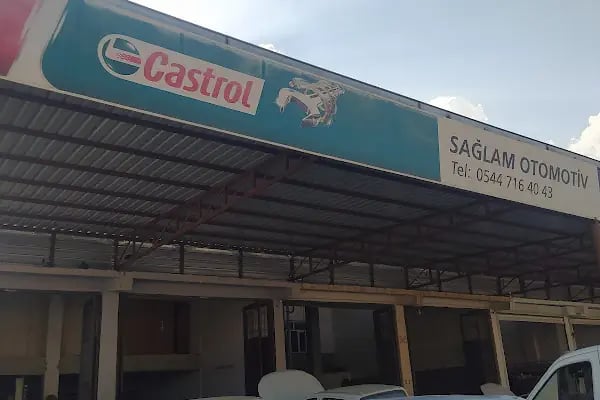 Castrol
SAĞLAM OTOMOTİV
Tel: 0544 716 40 43